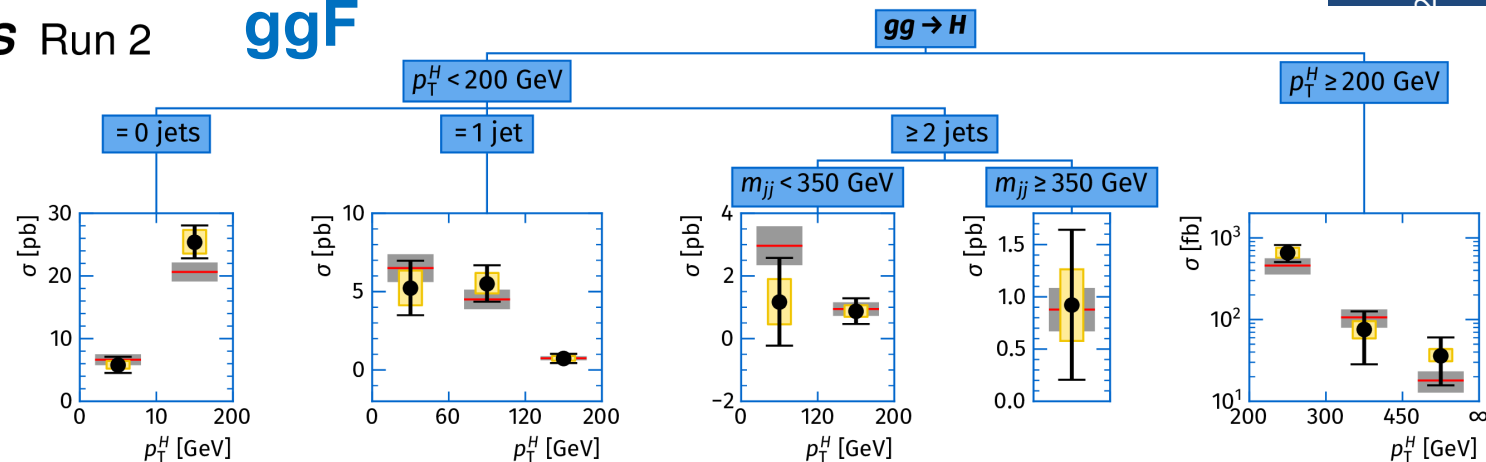 s Run 2
ggF
2
gg → H
p_T^H < 200 GeV
p_T^H ≥ 200 GeV
= 0 jets
= 1 jet
≥ 2 jets
m_jj < 350 GeV
m_jj ≥ 350 GeV
σ [pb]
30
20
10
0
0 10 200
p_T^H [GeV]
σ [pb]
10
5
0
0 60 120 200
p_T^H [GeV]
σ [pb]
4
2
0
−2
0 120 200
p_T^H [GeV]
σ [pb]
1.5
1.0
0.5
0.0
σ [fb]
10^3
10^2
10^1
200 300 450 ∞
p_T^H [GeV]